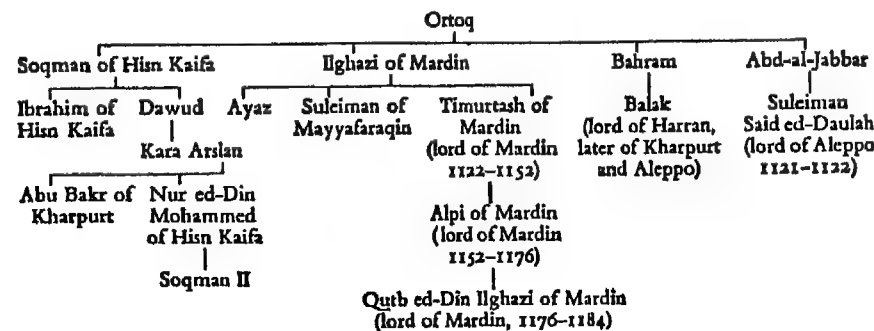 Ortoq
Soqman of Hisn Kaifa Ilghazi of Mardin Bahram Abd-al-Jabbar
Ibrahim of Hisn Kaifa
Dawud
Ayaz
Suleiman of
Mayyafaraqin
Timurtash of
Mardin
(lord of Mardin
1122–1152)
Balak
(lord of Harran,
later of Kharpurt
and Aleppo)
Suleiman
Said ed-Daulah
(lord of Aleppo
1121–1122)
Kara Arslan
Abu Bakr of
Kharpurt
Nur ed-Din
Mohammed
of Hisn Kaifa
Alpi of Mardin
(lord of Mardin
1152–1176)
Soqman II
Qutb ed-Din Ilghazi of Mardin
(lord of Mardin, 1176–1184)